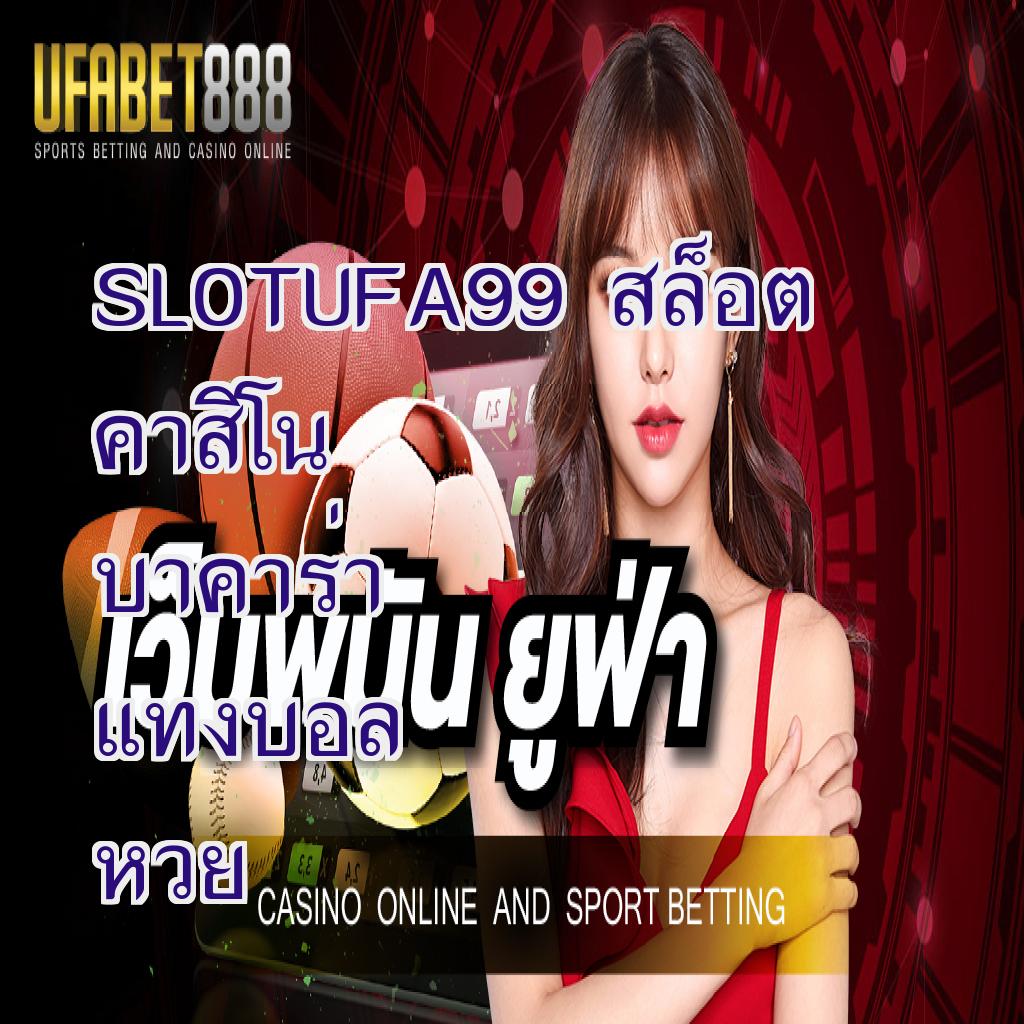 UFABET888
SPORTS BETTING AND CASINO ONLINE
SLOTUFA99 สล็อต
คาสิโน
บาคาร่า
เว็บพนัน ยูฟ่า
แทงบอล
หวย
CASINO ONLINE AND SPORT BETTING